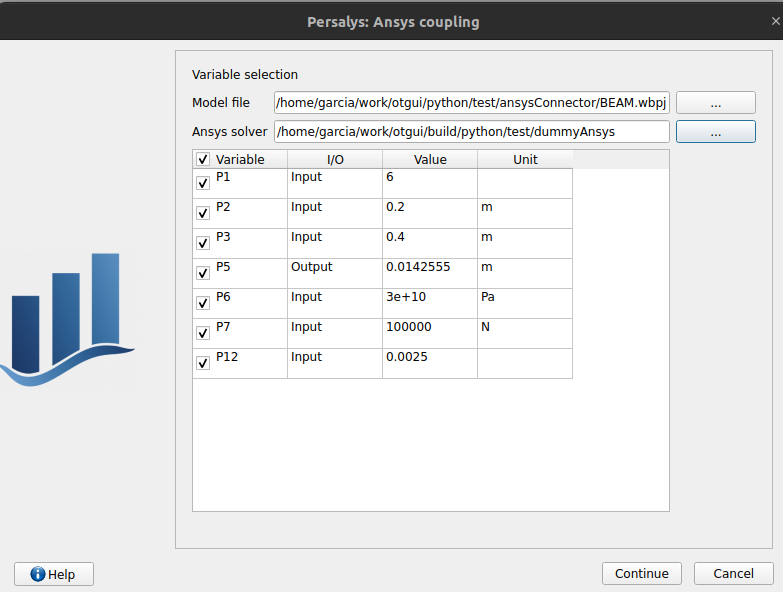 Persalys: Ansys coupling ×
Variable selection
Model file /home/garcia/work/otgui/python/test/ansysConnector/BEAM.wbpj ...
Ansys solver /home/garcia/work/otgui/build/python/test/dummyAnsys ...
Variable I/O Value Unit
P1 Input 6
P2 Input 0.2 m
P3 Input 0.4 m
P5 Output 0.0142555 m
P6 Input 3e+10 Pa
P7 Input 100000 N
P12 Input 0.0025
Help Continue Cancel